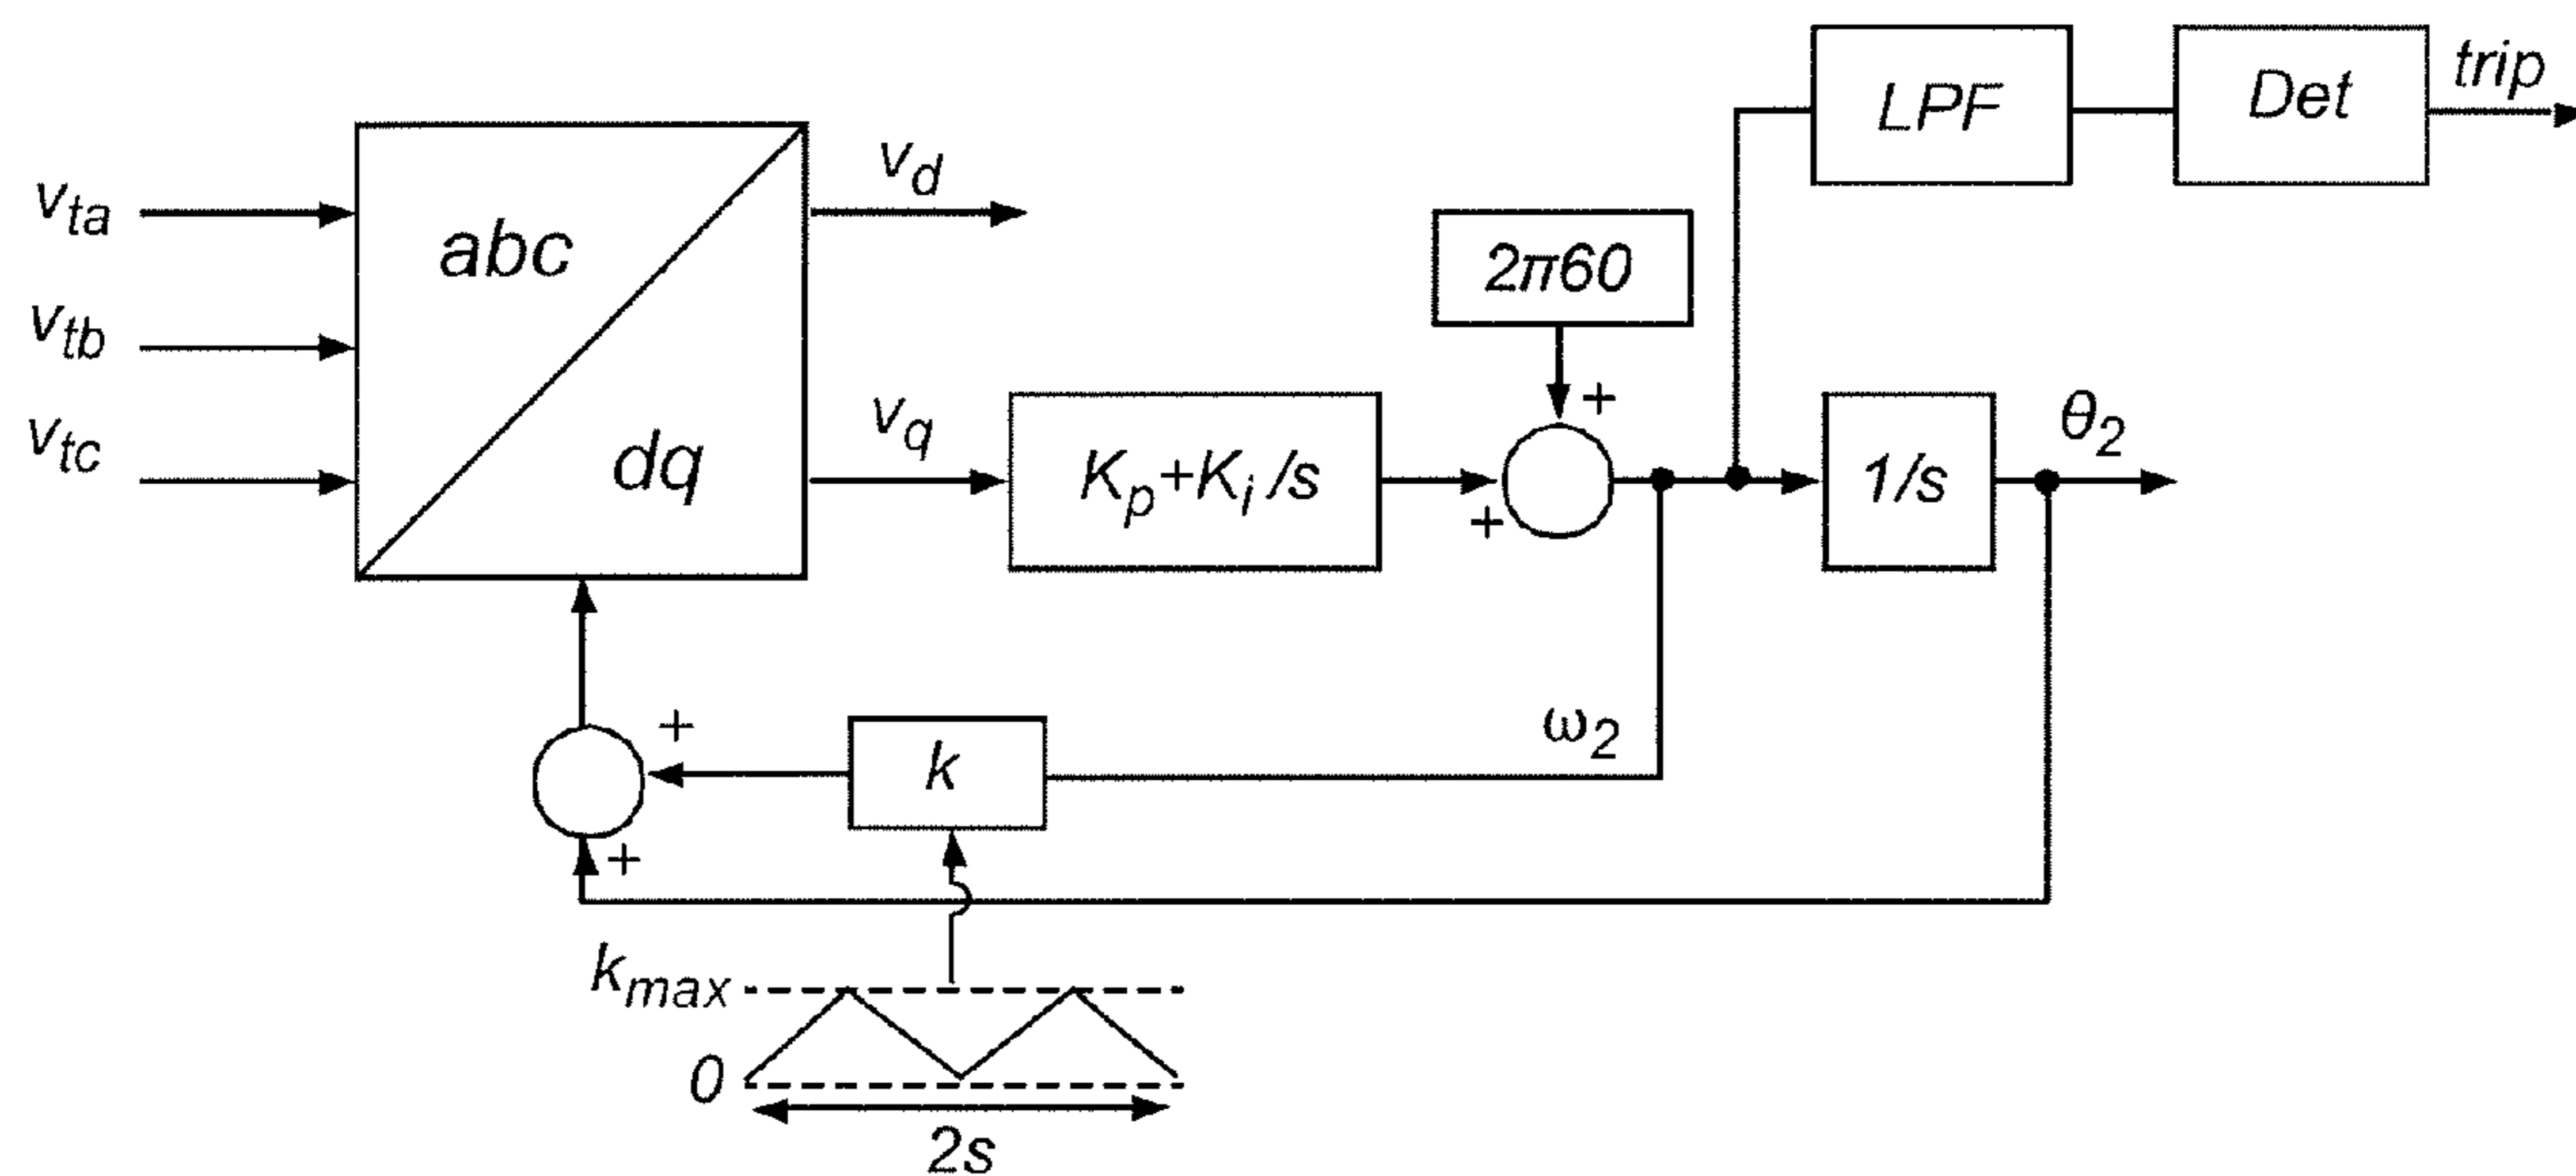 LPF
Det
trip
v_d
v_ta
abc
2π60
v_tb
+
v_q
θ_2
v_tc
dq
K_p+K_i/s
1/s
+
+
k
ω_2
+
k_max
0
2s